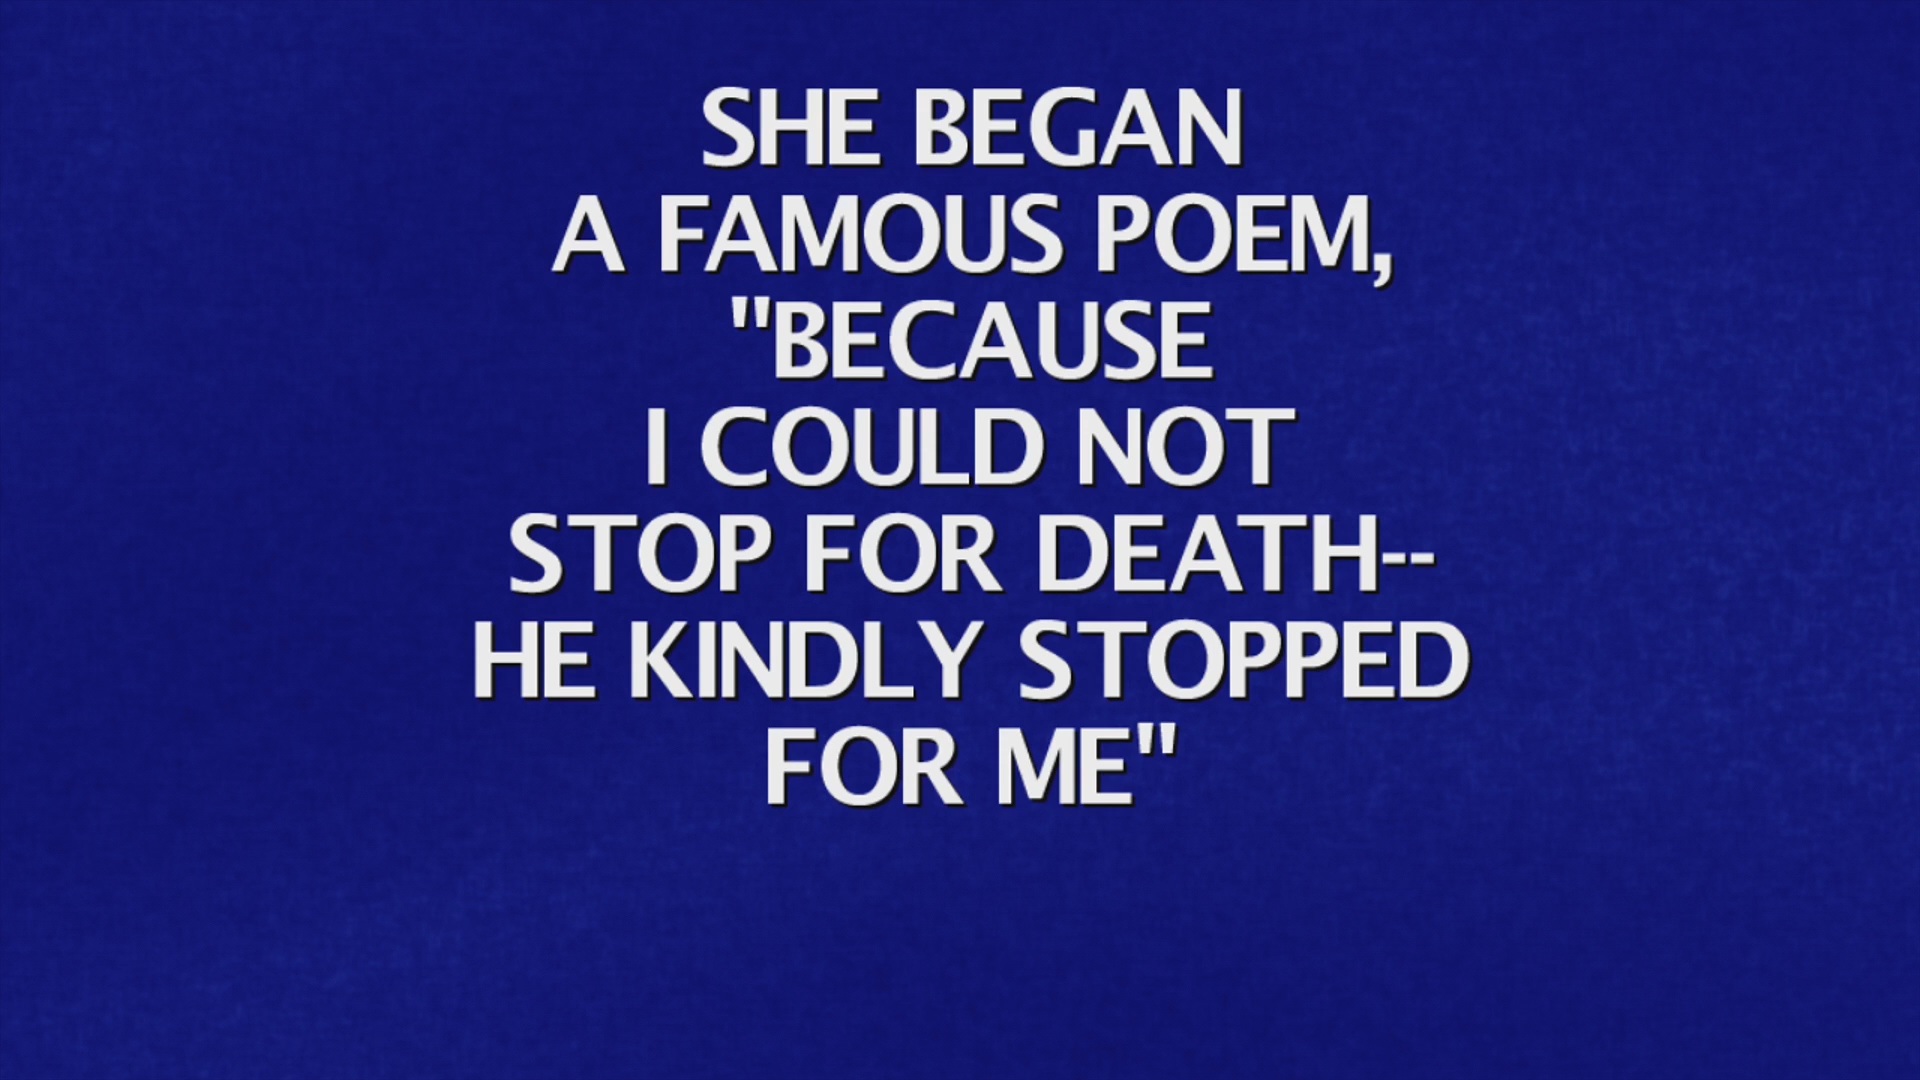 SHE BEGAN
A FAMOUS POEM,
"BECAUSE
I COULD NOT
STOP FOR DEATH--
HE KINDLY STOPPED
FOR ME"